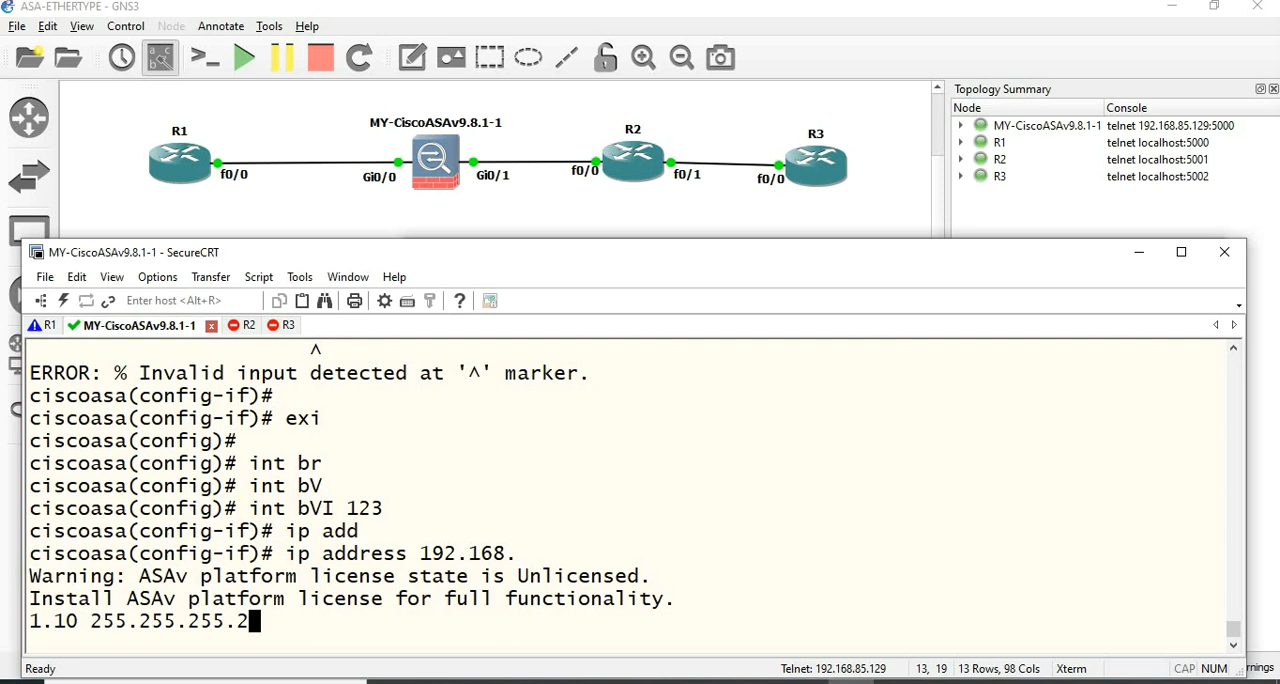 ASA-ETHERTYPE - GNS3
File Edit View Control Node Annotate Tools Help
R1
MY-CiscoASAv9.8.1-1
R2
R3
f0/0
Gi0/0
Gi0/1
f0/0
f0/1
f0/0
Topology Summary
Node Console
MY-CiscoASAv9.8.1-1 telnet 192.168.85.129:5000
R1 telnet localhost:5000
R2 telnet localhost:5001
R3 telnet localhost:5002
MY-CiscoASAv9.8.1-1 - SecureCRT
File Edit View Options Transfer Script Tools Window Help
Enter host <Alt+R>
R1 MY-CiscoASAv9.8.1-1 R2 R3
^
ERROR: % Invalid input detected at '^' marker.
ciscoasa(config-if)#
ciscoasa(config-if)# exi
ciscoasa(config)#
ciscoasa(config)# int br
ciscoasa(config)# int bV
ciscoasa(config)# int bVI 123
ciscoasa(config-if)# ip add
ciscoasa(config-if)# ip address 192.168.
Warning: ASAv platform license state is Unlicensed.
Install ASAv platform license for full functionality.
1.10 255.255.255.2
Ready Telnet: 192.168.85.129 13, 19 13 Rows, 98 Cols Xterm CAP NUM